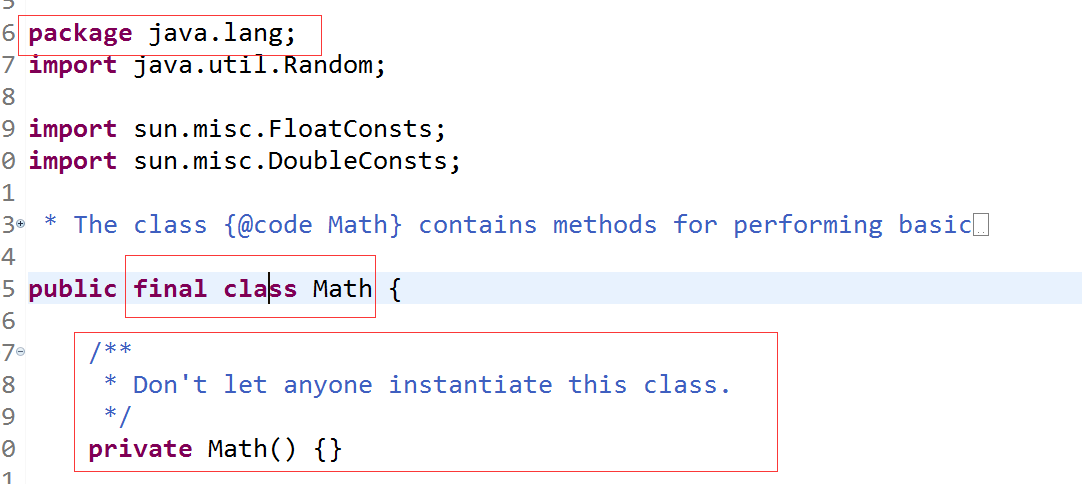 5
6 package java.lang;
7 import java.util.Random;
8
9 import sun.misc.FloatConsts;
0 import sun.misc.DoubleConsts;
1
3 * The class {@code Math} contains methods for performing basic..
4
5 public final class Math {
6
7 /**
8 * Don't let anyone instantiate this class.
9 */
0 private Math() {}
1